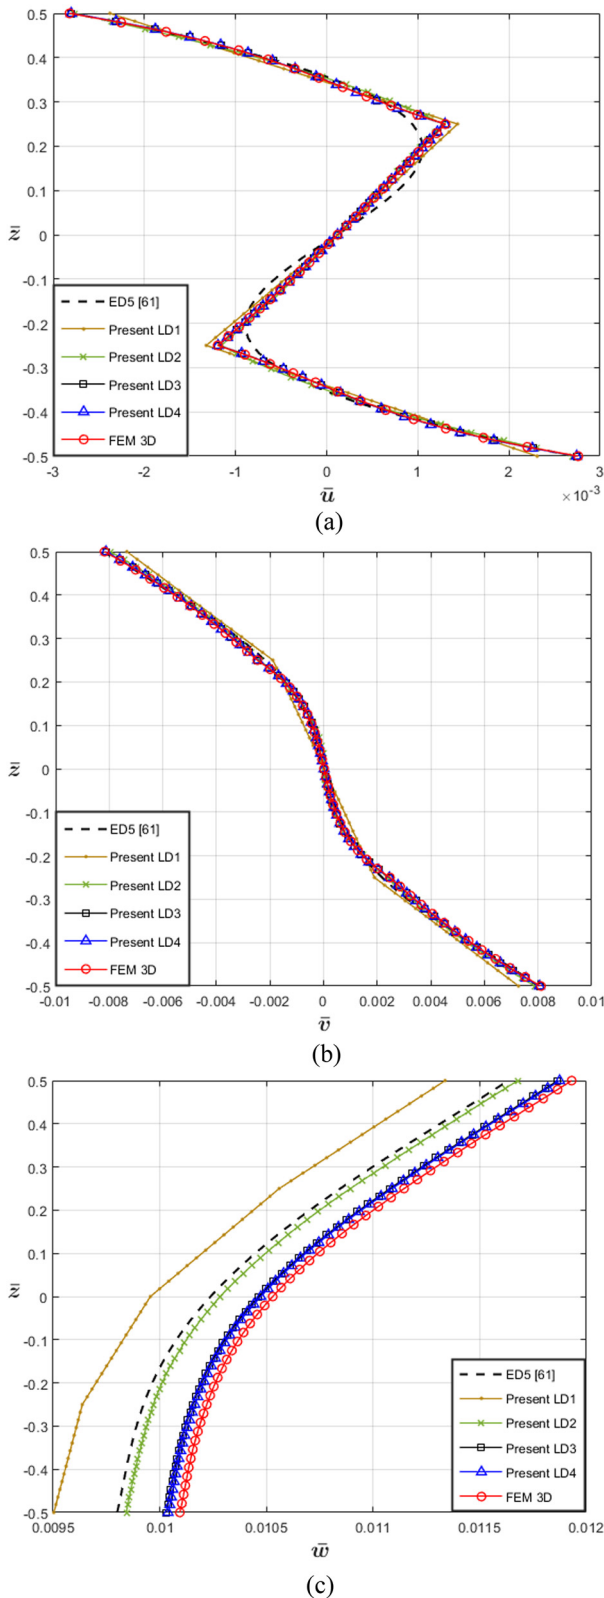 0.5
0.4
0.3
0.2
0.1
0
-0.1
-0.2
-0.3
-0.4
-0.5
z̄
ED5 [61]
Present LD1
Present LD2
Present LD3
Present LD4
FEM 3D
-3 -2 -1 0 1 2 3
ū
×10⁻³
(a)
0.5
0.4
0.3
0.2
0.1
0
-0.1
-0.2
-0.3
-0.4
-0.5
z̄
ED5 [61]
Present LD1
Present LD2
Present LD3
Present LD4
FEM 3D
-0.01 -0.008 -0.006 -0.004 -0.002 0 0.002 0.004 0.006 0.008 0.01
v̄
(b)
0.5
0.4
0.3
0.2
0.1
0
-0.1
-0.2
-0.3
-0.4
-0.5
z̄
ED5 [61]
Present LD1
Present LD2
Present LD3
Present LD4
FEM 3D
0.0095 0.01 0.0105 0.011 0.0115 0.012
w̄
(c)